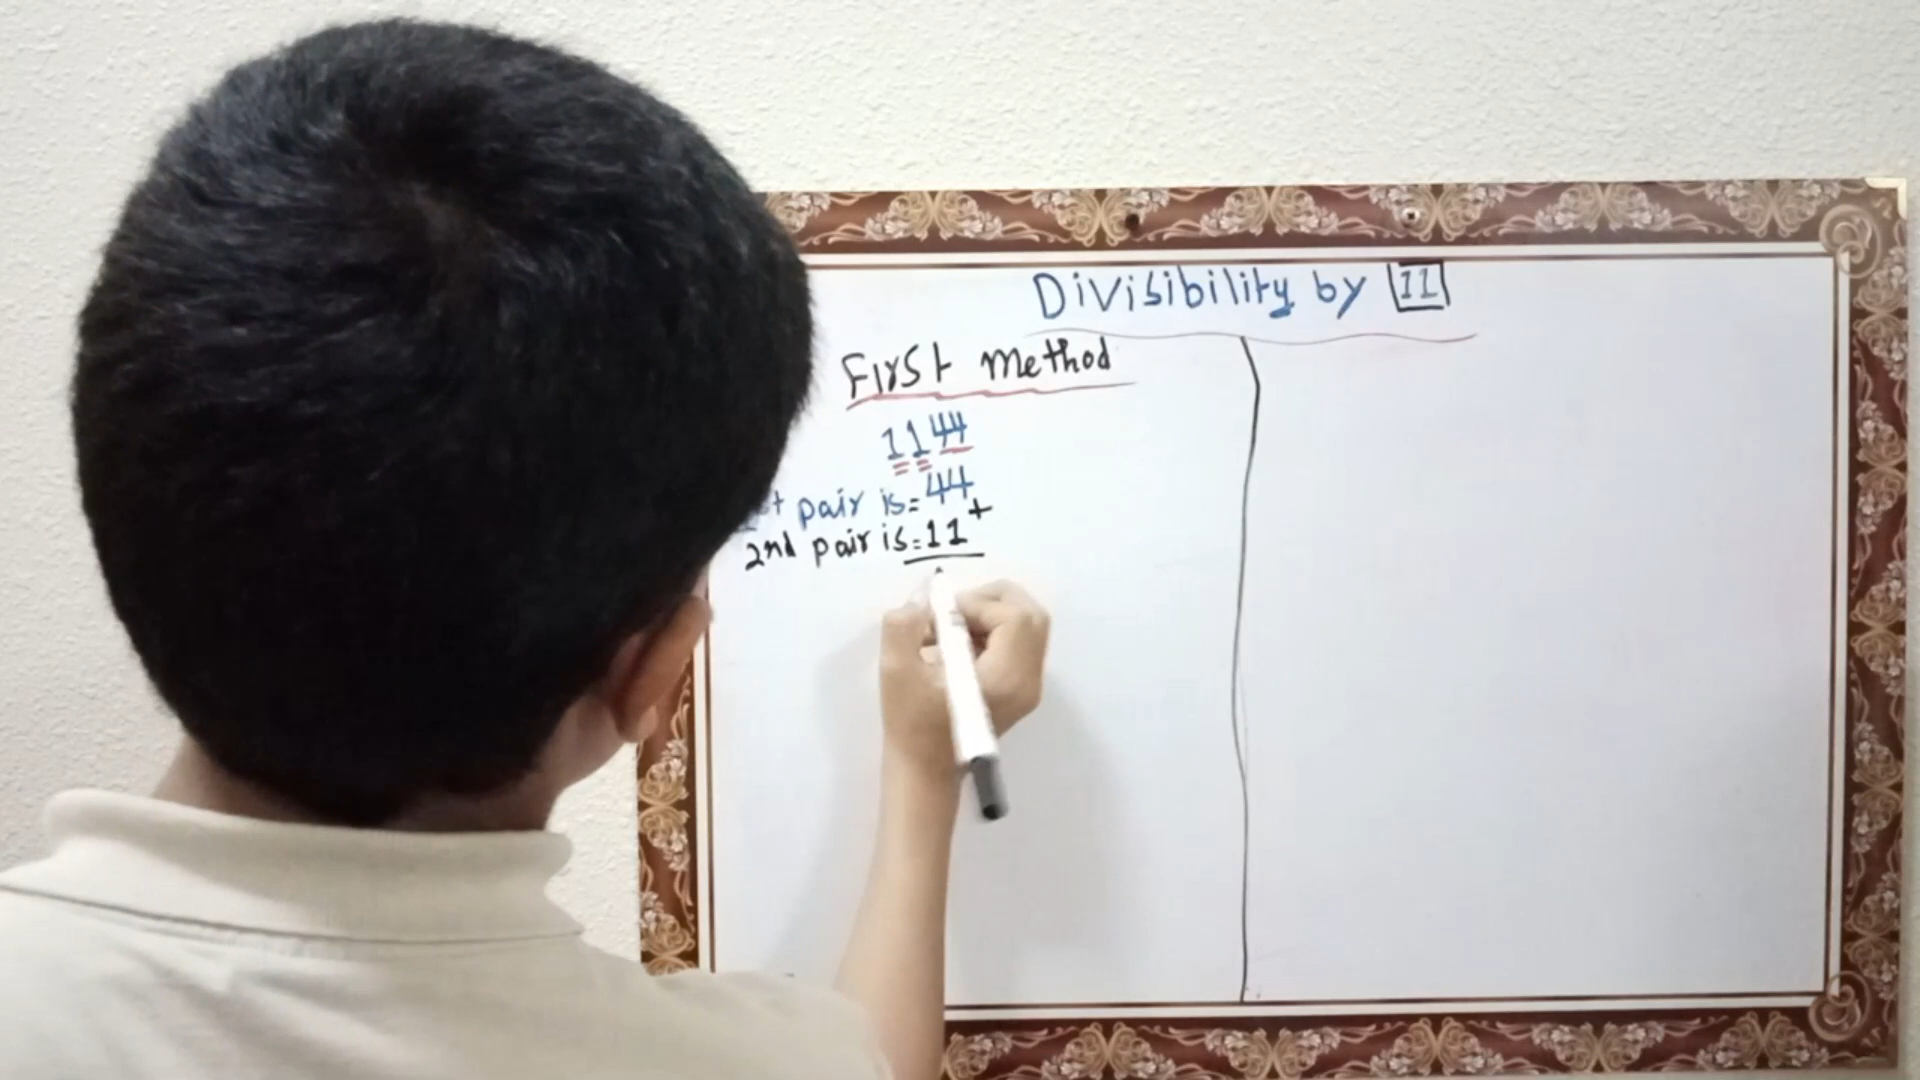 Divisibility by 11
First Method
1144
pair is= 44
+
2nd pair is= 11